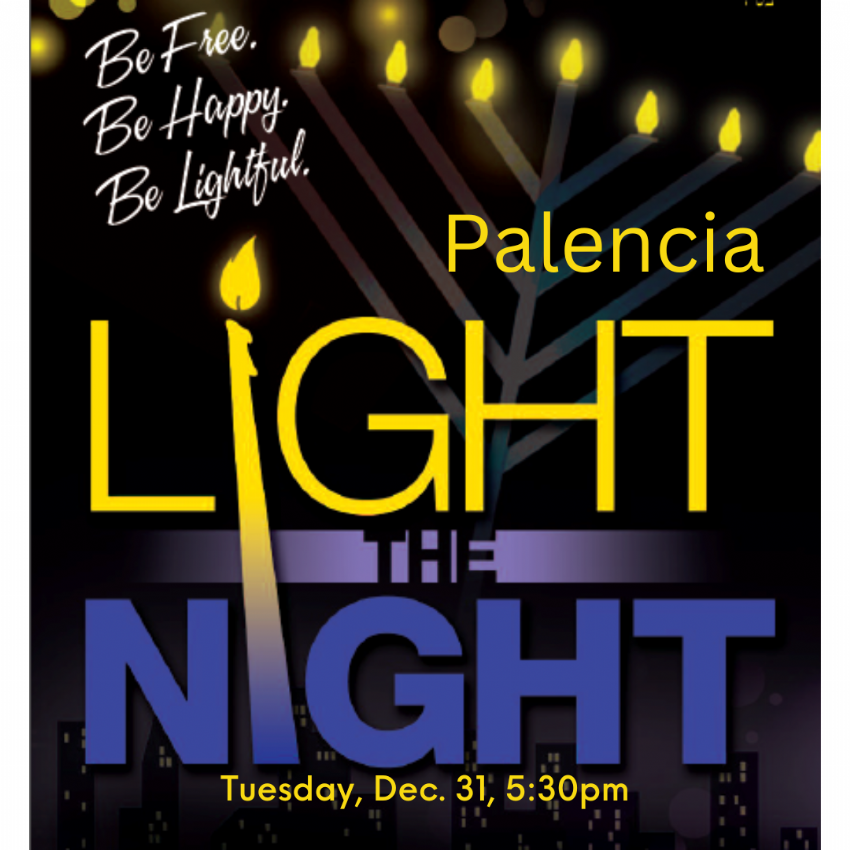 Be Free.
Be Happy.
Be Lightful.
Palencia
LIGHT
THE
NIGHT
Tuesday, Dec. 31, 5:30pm